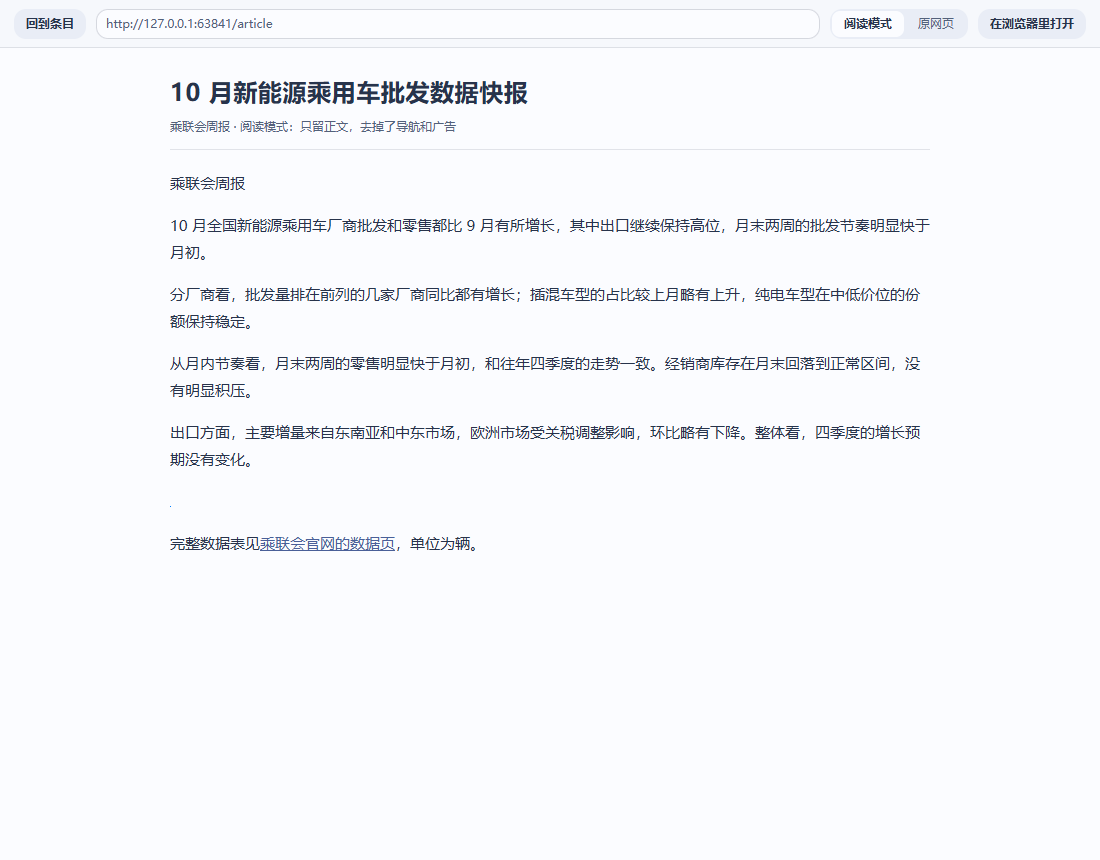 回到条目
http://127.0.0.1:63841/article
阅读模式
原网页
在浏览器里打开
10 月新能源乘用车批发数据快报
乘联会周报 · 阅读模式：只留正文，去掉了导航和广告
乘联会周报
10 月全国新能源乘用车厂商批发和零售都比 9 月有所增长，其中出口继续保持高位，月末两周的批发节奏明显快于
月初。
分厂商看，批发量排在前列的几家厂商同比都有增长；插混车型的占比较上月略有上升，纯电车型在中低价位的份
额保持稳定。
从月内节奏看，月末两周的零售明显快于月初，和往年四季度的走势一致。经销商库存在月末回落到正常区间，没
有明显积压。
出口方面，主要增量来自东南亚和中东市场，欧洲市场受关税调整影响，环比略有下降。整体看，四季度的增长预
期没有变化。
完整数据表见乘联会官网的数据页，单位为辆。